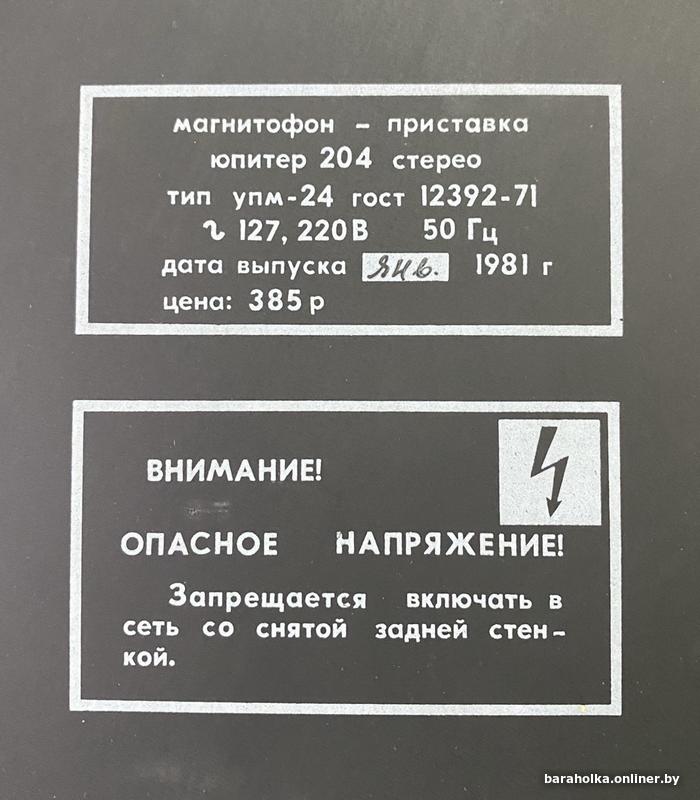 магнитофон - приставка
юпитер 204 стерео
тип упм-24 гост 12392-71
~ 127, 220 В 50 Гц
дата выпуска янв. 1981 г
цена: 385 р
ВНИМАНИЕ!
ОПАСНОЕ НАПРЯЖЕНИЕ!
Запрещается включать в
сеть со снятой задней стен-
кой.
baraholka.onliner.by